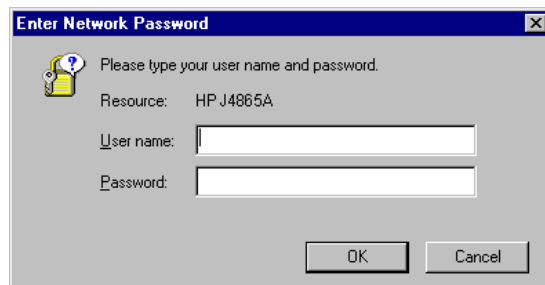 Enter Network Password
Please type your user name and password.
Resource: HP J4865A
User name:
Password:
OK Cancel